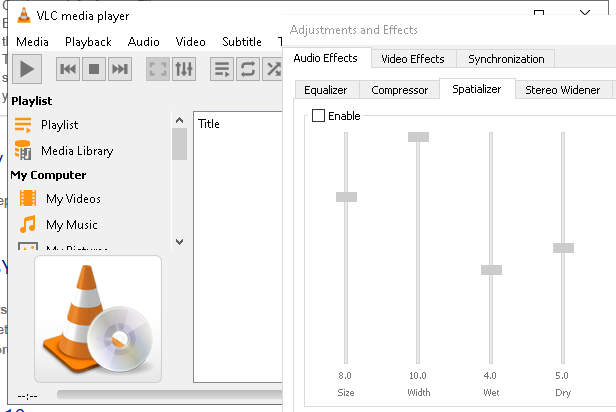 VLC media player
Media Playback Audio Video Subtitle
Playlist
Playlist
Media Library
My Computer
My Videos
My Music
My Pictures
Title
--:--
Adjustments and Effects
Audio Effects Video Effects Synchronization
Equalizer Compressor Spatializer Stereo Widener
Enable
8.0 10.0 4.0 5.0
Size Width Wet Dry